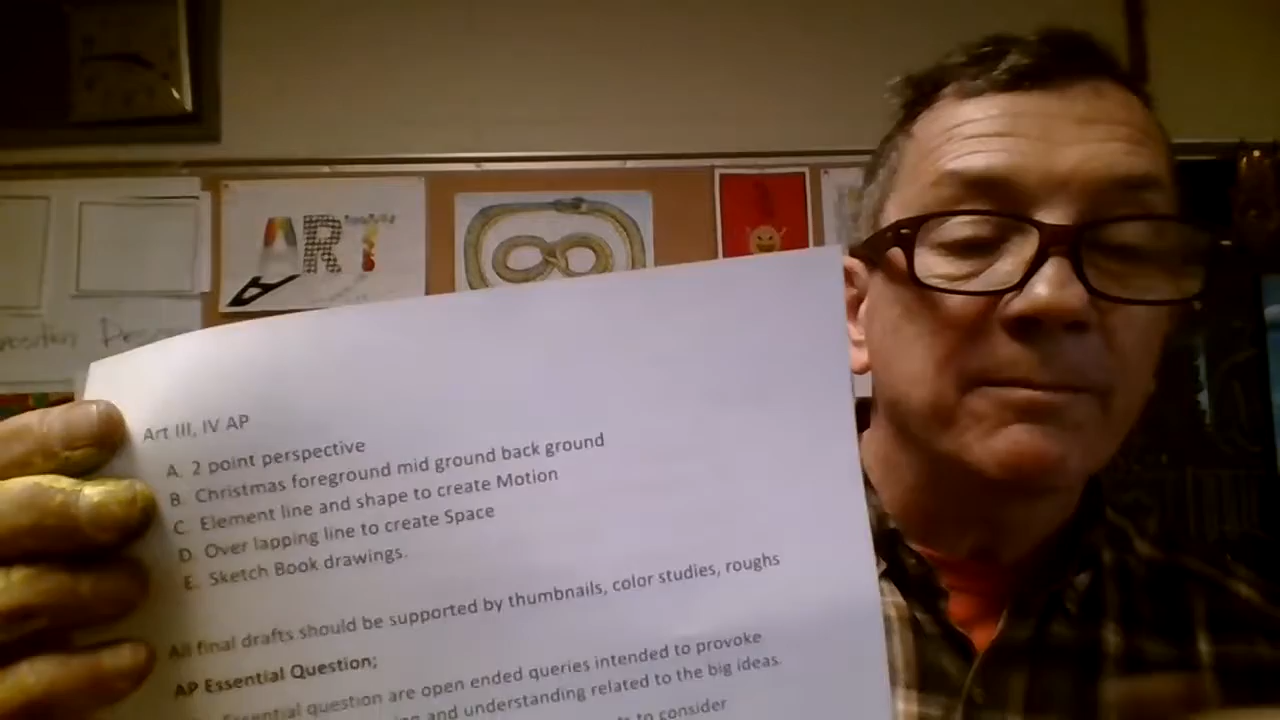 ART
Art III, IV AP
A. 2 point perspective
B. Christmas foreground mid ground back ground
C. Element line and shape to create Motion
D. Over lapping line to create Space
E. Sketch Book drawings.
All final drafts should be supported by thumbnails, color studies, roughs
AP Essential Question;
Essential question are open ended queries intended to provoke
and understanding related to the big ideas
to consider